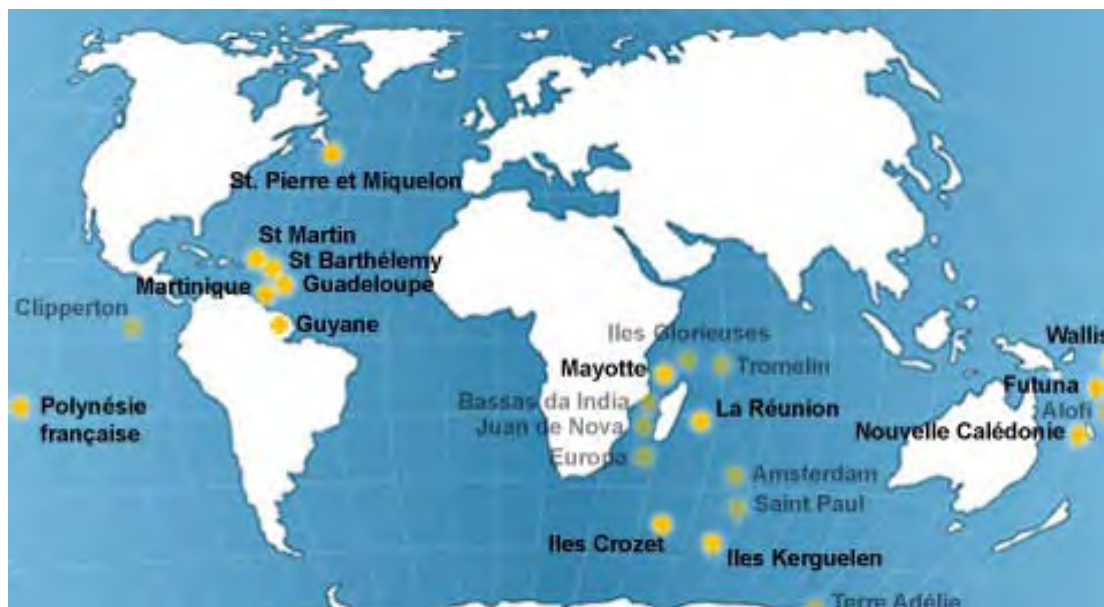 St. Pierre et Miquelon
St Martin
St Barthélemy
Martinique
Guadeloupe
Clipperton
Guyane
Iles Glorieuses
Wallis
Mayotte
Tromelin
Futuna
Bassas da India
Polynésie
française
La Réunion
Alofi
Juan de Nova
Nouvelle Calédonie
Europa
Amsterdam
Saint Paul
Iles Crozet
Iles Kerguelen
Terre Adélie